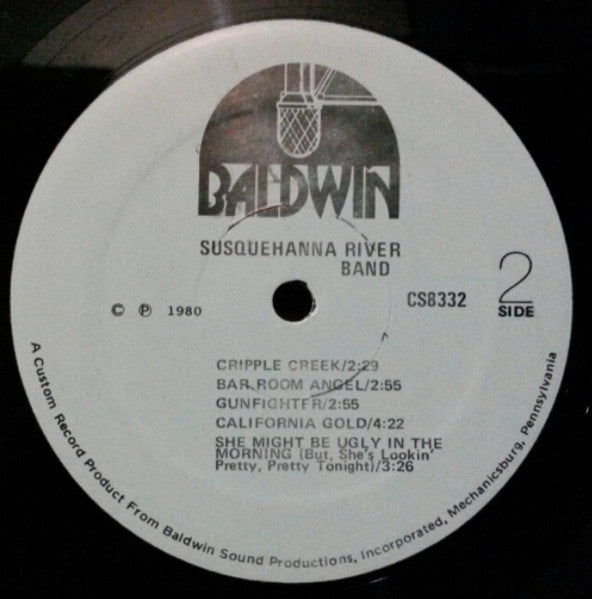 BALDWIN
SUSQUEHANNA RIVER
BAND
CS8332
2
SIDE
© ℗ 1980
CRIPPLE CREEK/2:29
BAR ROOM ANGEL/2:55
GUNFIGHTER/2:55
CALIFORNIA GOLD/4:22
SHE MIGHT BE UGLY IN THE
MORNING (But, She's Lookin'
Pretty, Pretty Tonight)/3:26
A Custom Record Product From Baldwin Sound Productions, Incorporated, Mechanicsburg, Pennsylvania